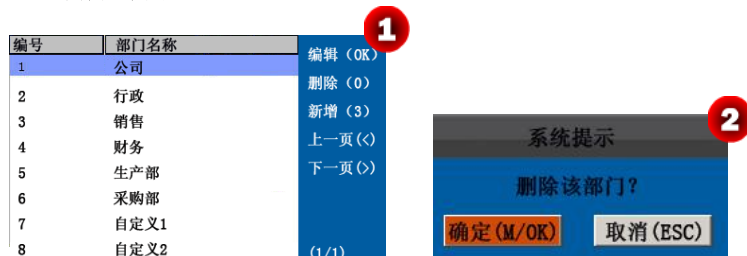 1
编号 部门名称
1 公司
2 行政
3 销售
4 财务
5 生产部
6 采购部
7 自定义1
8 自定义2
编辑（OK）
删除（0）
新增（3）
上一页(<)
下一页(>)
(1/1)
2
系统提示
删除该部门?
确定(M/OK) 取消(ESC)